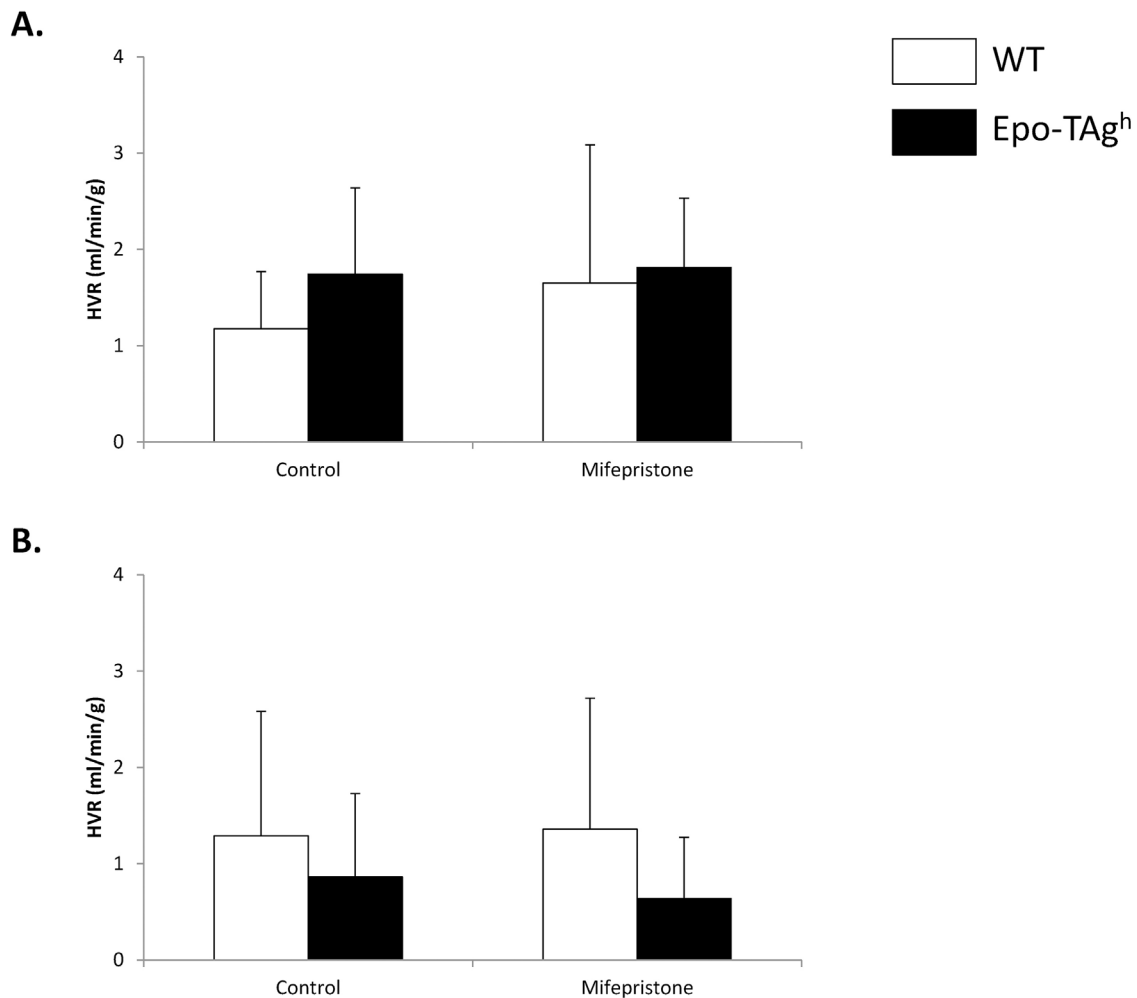 A.
WT
Epo-TAgʰ
HVR (ml/min/g)
4
3
2
1
0
Control Mifepristone
B.
HVR (ml/min/g)
4
3
2
1
0
Control Mifepristone